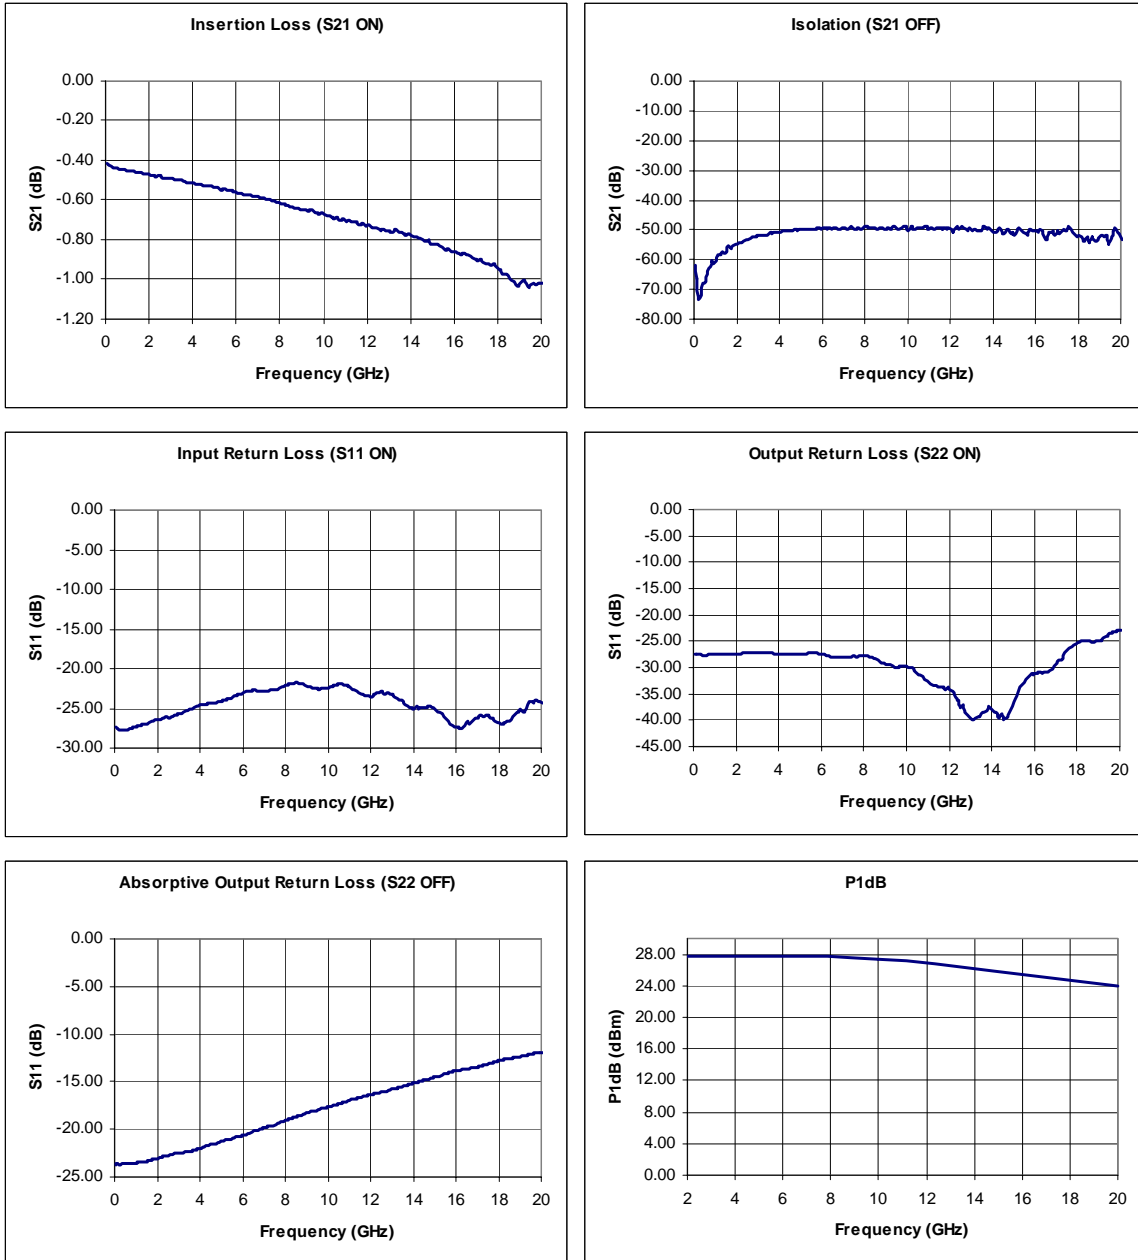 Insertion Loss (S21 ON)
0.00
-0.20
-0.40
-0.60
-0.80
-1.00
-1.20
S21 (dB)
0 2 4 6 8 10 12 14 16 18 20
Frequency (GHz)
Isolation (S21 OFF)
0.00
-10.00
-20.00
-30.00
-40.00
-50.00
-60.00
-70.00
-80.00
S21 (dB)
0 2 4 6 8 10 12 14 16 18 20
Frequency (GHz)
Input Return Loss (S11 ON)
0.00
-5.00
-10.00
-15.00
-20.00
-25.00
-30.00
S11 (dB)
0 2 4 6 8 10 12 14 16 18 20
Frequency (GHz)
Output Return Loss (S22 ON)
0.00
-5.00
-10.00
-15.00
-20.00
-25.00
-30.00
-35.00
-40.00
-45.00
S11 (dB)
0 2 4 6 8 10 12 14 16 18 20
Frequency (GHz)
Absorptive Output Return Loss (S22 OFF)
0.00
-5.00
-10.00
-15.00
-20.00
-25.00
S11 (dB)
0 2 4 6 8 10 12 14 16 18 20
Frequency (GHz)
P1dB
28.00
24.00
20.00
16.00
12.00
8.00
4.00
0.00
P1dB (dBm)
2 4 6 8 10 12 14 16 18 20
Frequency (GHz)